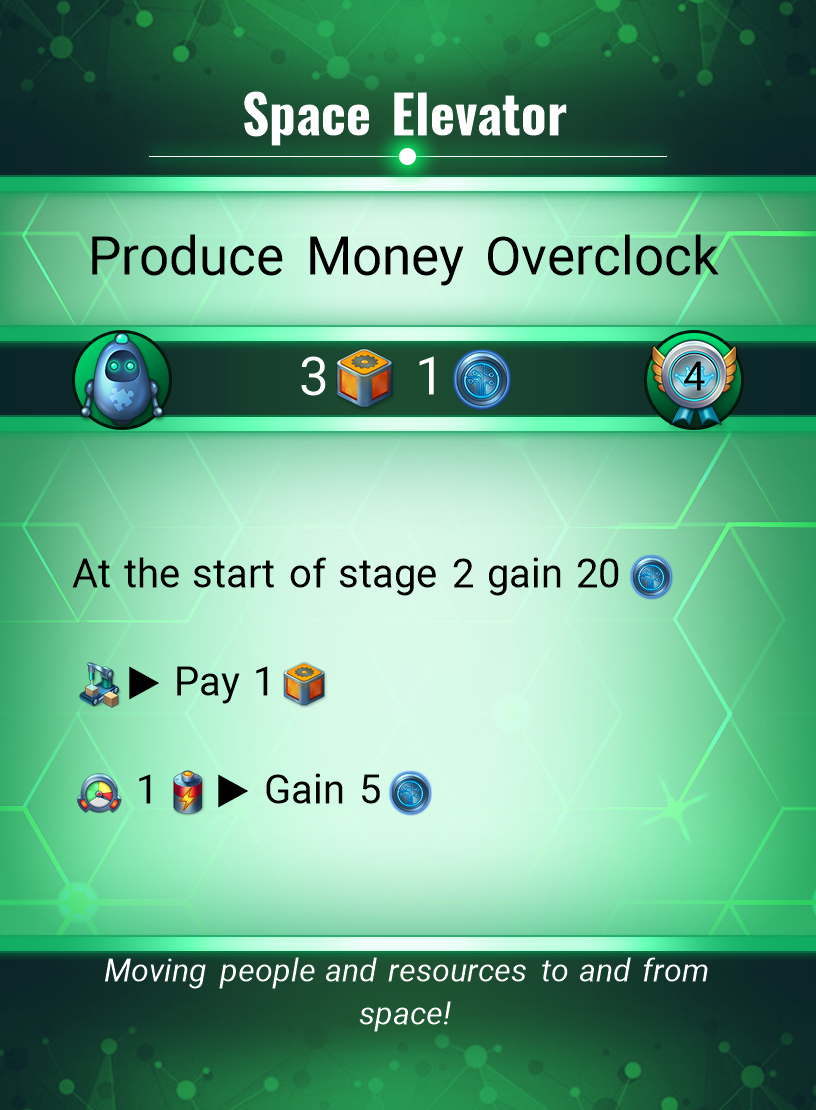 Space Elevator
Produce Money Overclock
3 1 4
At the start of stage 2 gain 20
Pay 1
1 Gain 5
Moving people and resources to and from
space!